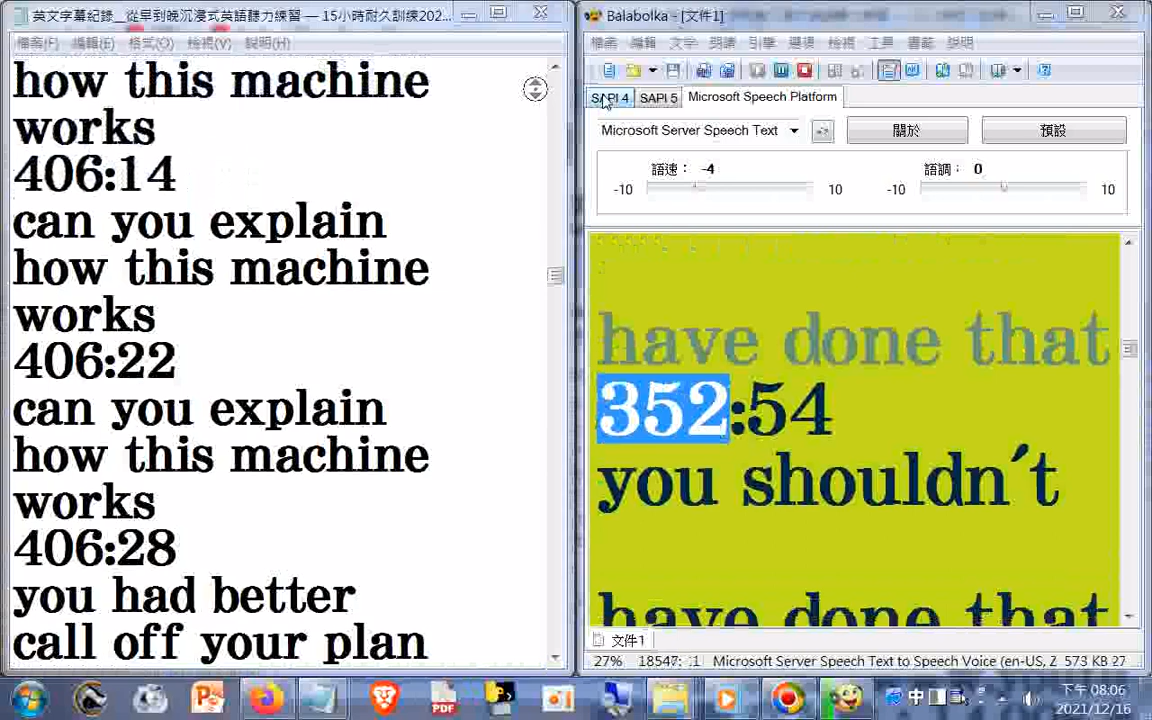 英文字幕紀錄__從早到晚沉浸式英語聽力練習 — 15小時耐久訓練202...
檔案(F) 編輯(E) 格式(O) 檢視(V) 說明(H)
how this machine
works
406:14
can you explain
how this machine
works
406:22
can you explain
how this machine
works
406:28
you had better
call off your plan
Balabolka - [文件1]
檔案 編輯 文字 朗讀 引擎 選項 檢視 工具 書籤 說明
SAPI 4 SAPI 5 Microsoft Speech Platform
Microsoft Server Speech Text
關於 預設
語速： -4 語調： 0
-10 10 -10 10
have done that
352:54
you shouldn´t
have done that
文件1
27% 18547: :1 Microsoft Server Speech Text to Speech Voice (en-US, Z 573 KB 27
中
下午 08:06
2021/12/16
PDF